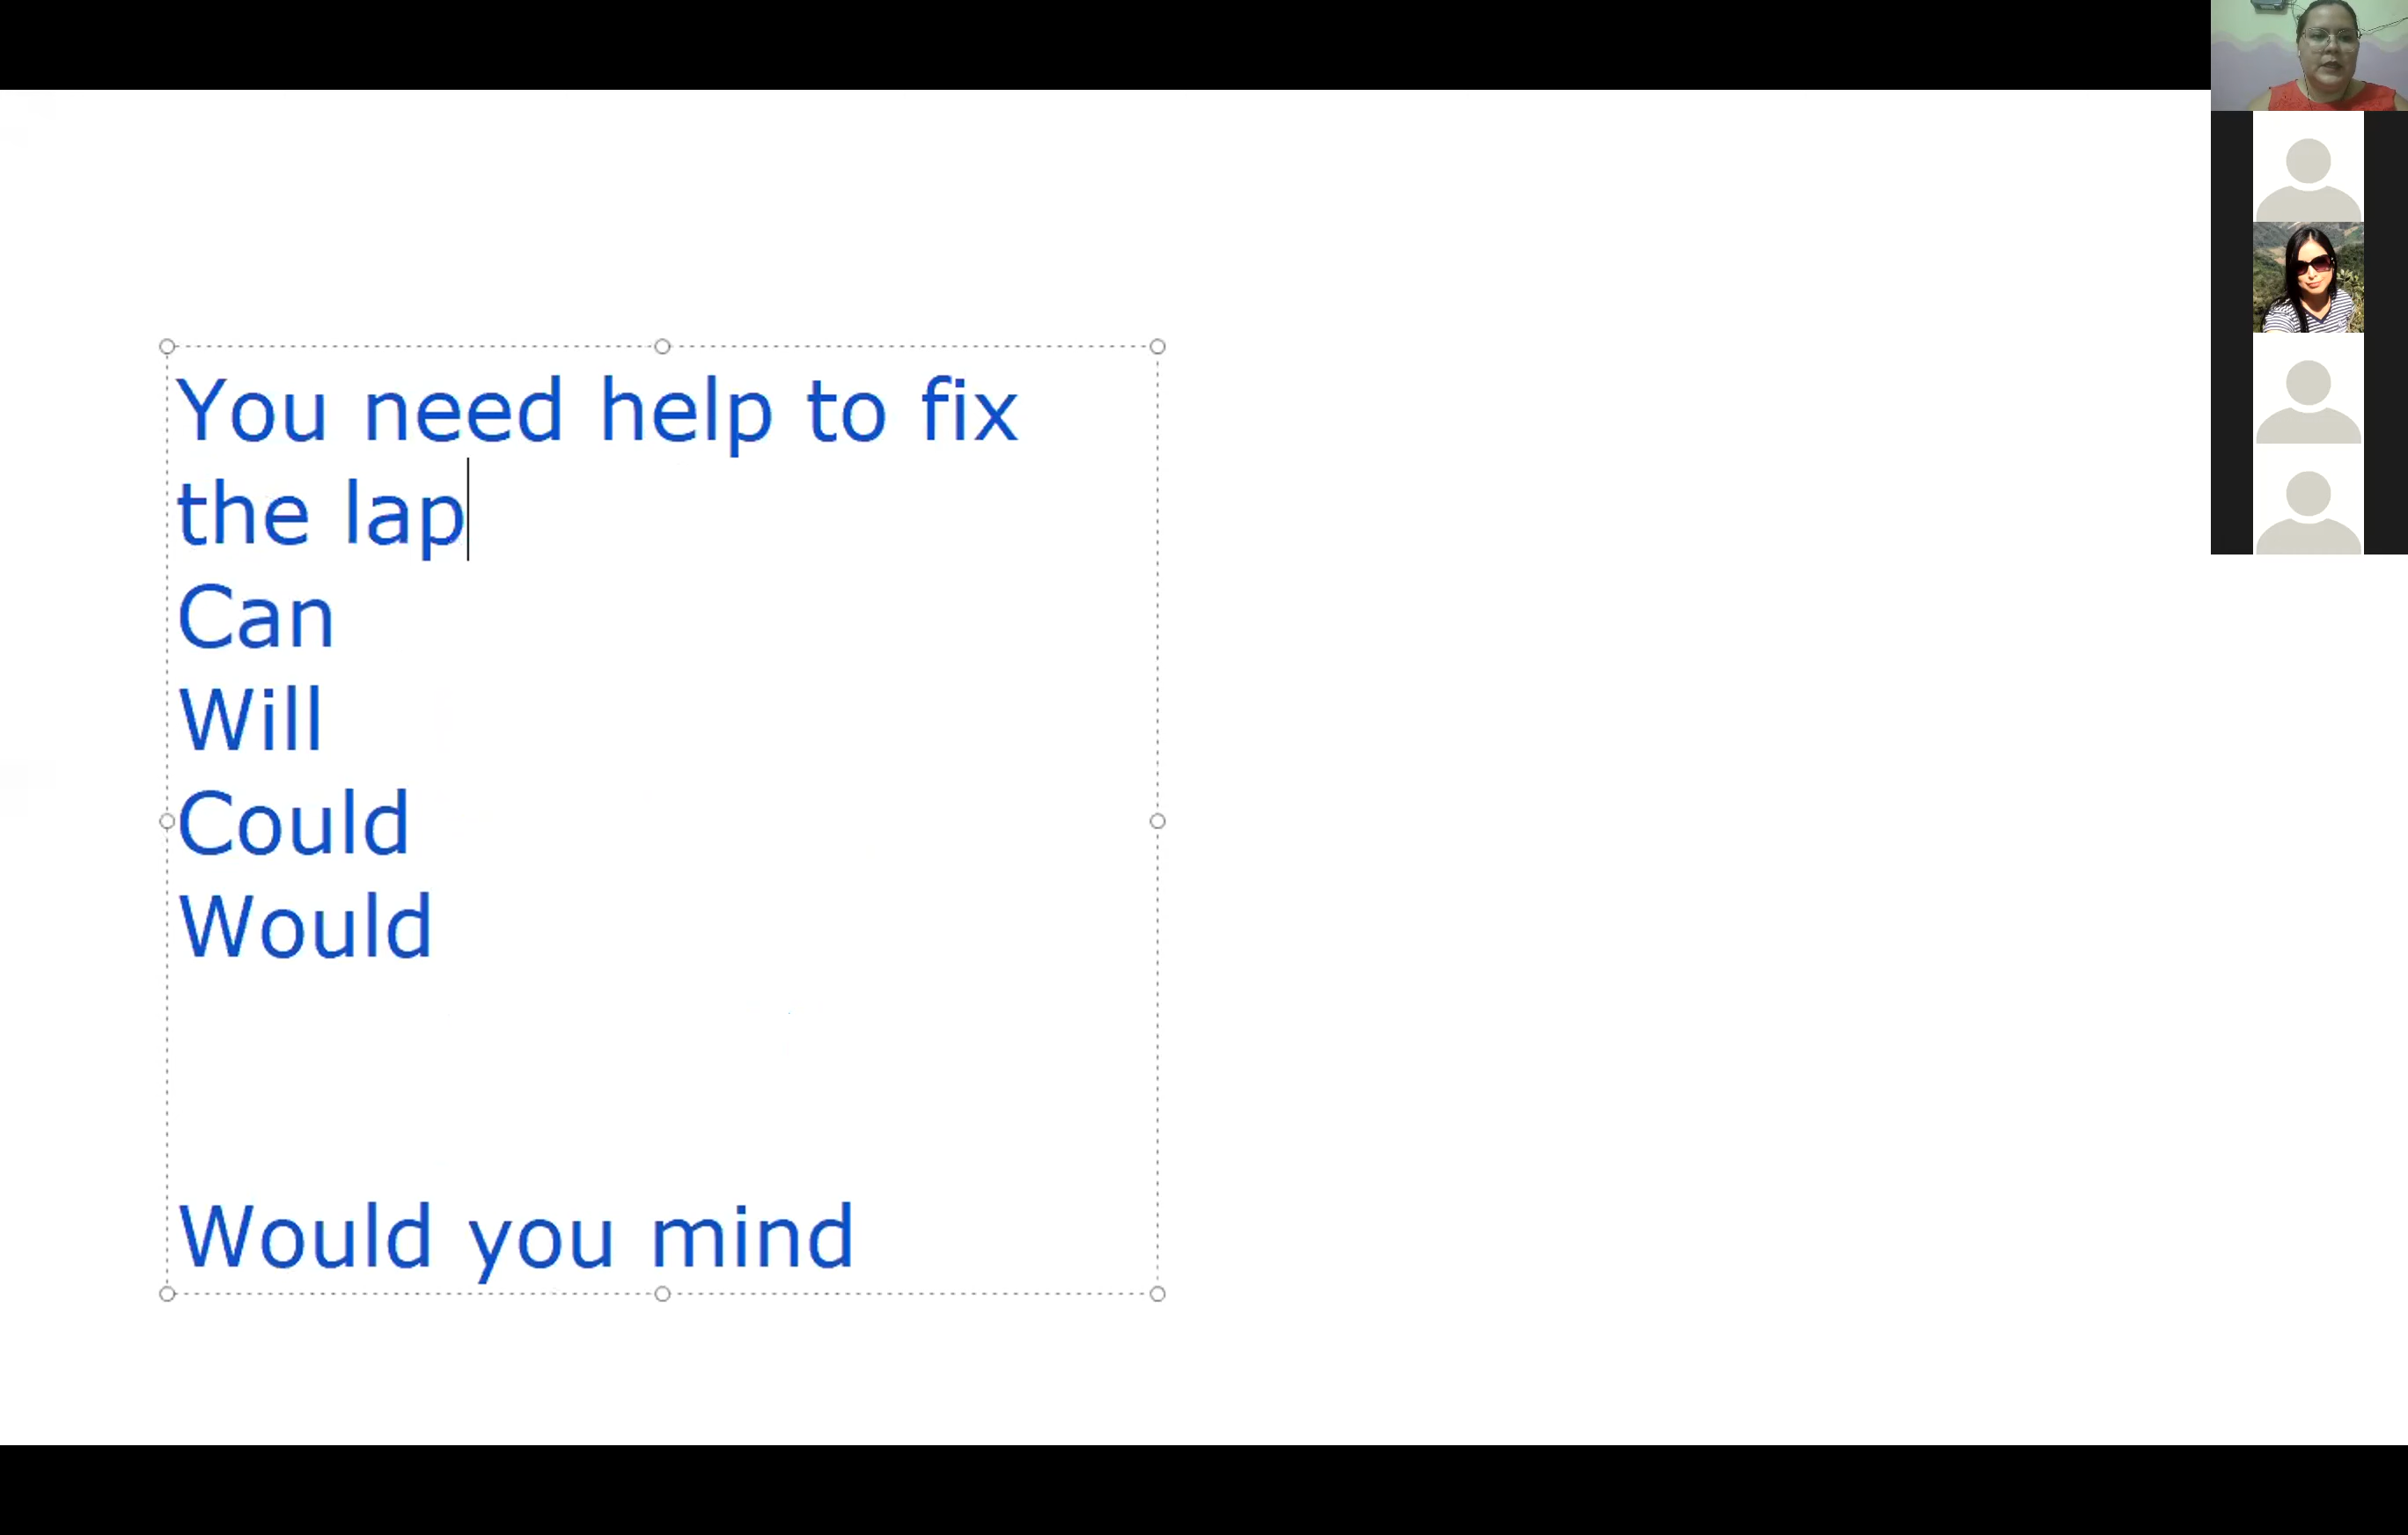 You need help to fix
the lap
Can
Will
Could
Would
Would you mind